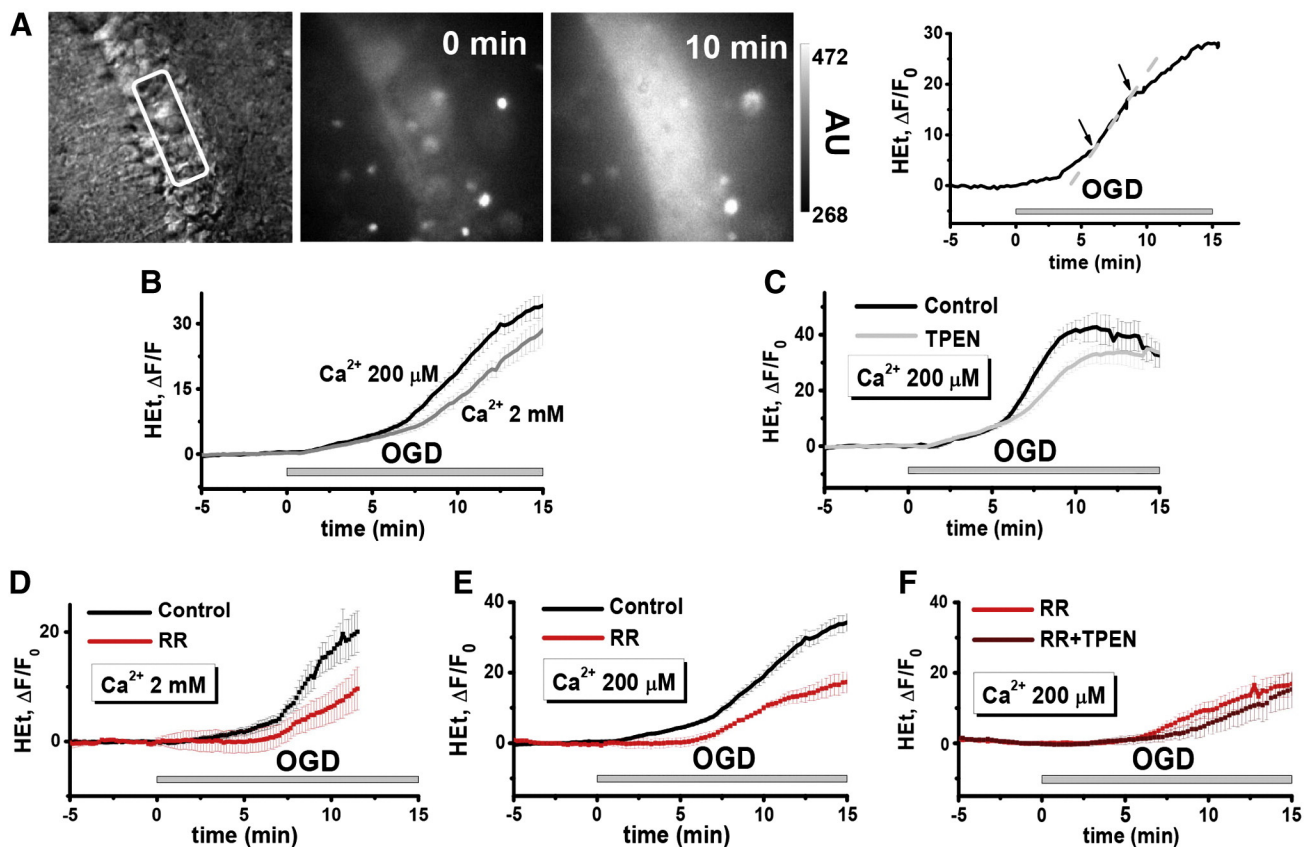 A
0 min
10 min
472
AU
268
HEt, ΔF/F₀
30
20
10
0
OGD
-5 0 5 10 15
time (min)
B
HEt, ΔF/F
30
15
0
Ca²⁺ 200 µM
Ca²⁺ 2 mM
OGD
-5 0 5 10 15
time (min)
C
HEt, ΔF/F₀
40
20
0
Control
TPEN
Ca²⁺ 200 µM
OGD
-5 0 5 10 15
time (min)
D
HEt, ΔF/F₀
20
0
Control
RR
Ca²⁺ 2 mM
OGD
-5 0 5 10 15
time (min)
E
HEt, ΔF/F₀
40
20
0
Control
RR
Ca²⁺ 200 µM
OGD
-5 0 5 10 15
time (min)
F
HEt, ΔF/F₀
40
20
0
RR
RR+TPEN
Ca²⁺ 200 µM
OGD
-5 0 5 10 15
time (min)